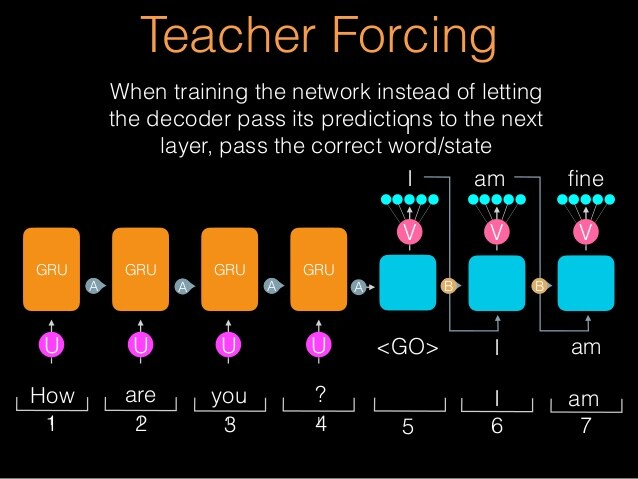 Teacher Forcing
When training the network instead of letting
the decoder pass its predictions to the next
layer, pass the correct word/state
I
I am fine
V V V
GRU GRU GRU GRU
A A A A B B
U U U U <GO> I am
How are you ? I am
1 2 3 4 5 6 7